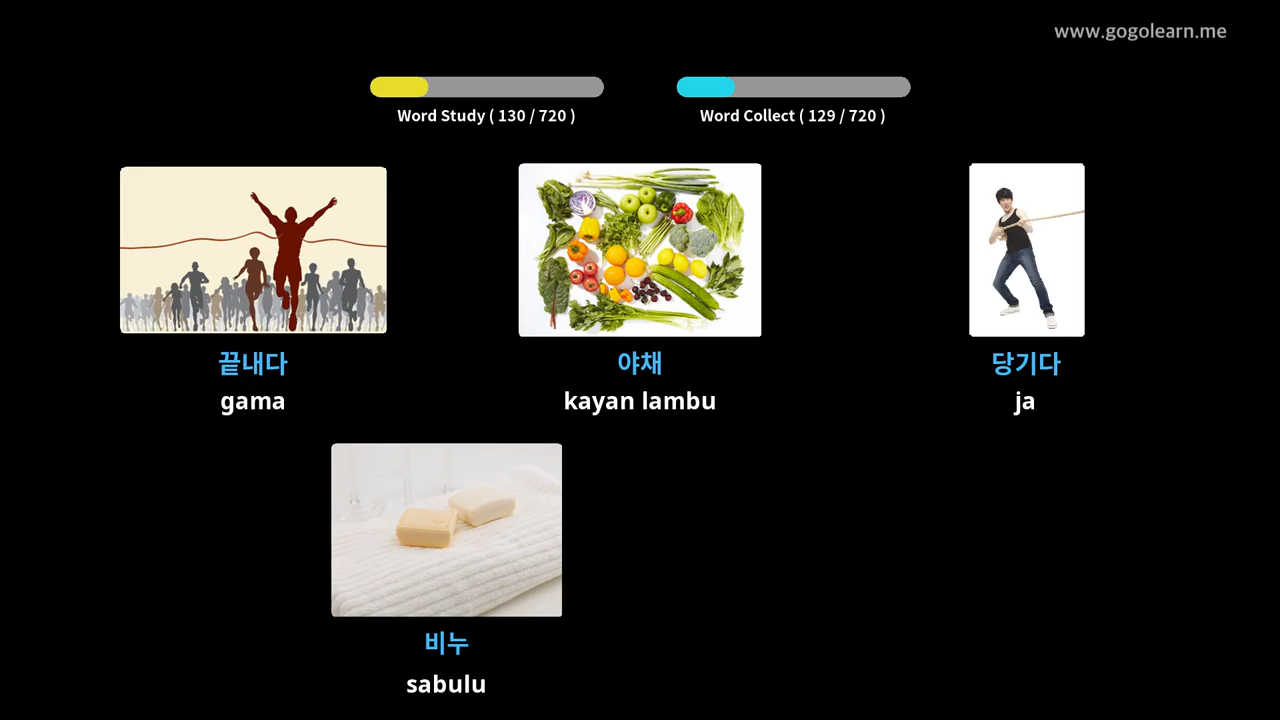 www.gogolearn.me
Word Study ( 130 / 720 )
Word Collect ( 129 / 720 )
끝내다
gama
야채
kayan lambu
당기다
ja
비누
sabulu